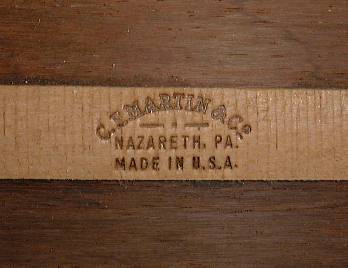 C.F. MARTIN & Co.
NAZARETH, PA.
MADE IN U.S.A.